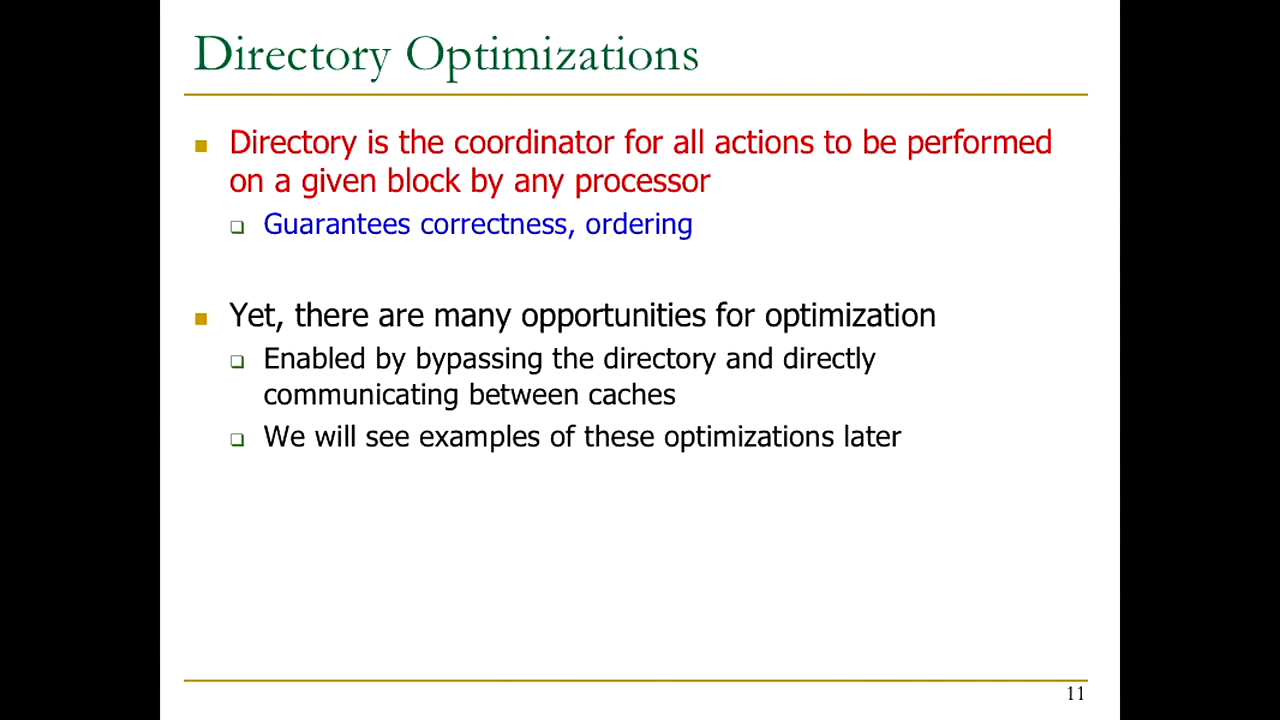 Directory Optimizations
Directory is the coordinator for all actions to be performed
on a given block by any processor
Guarantees correctness, ordering
Yet, there are many opportunities for optimization
Enabled by bypassing the directory and directly
communicating between caches
We will see examples of these optimizations later
11